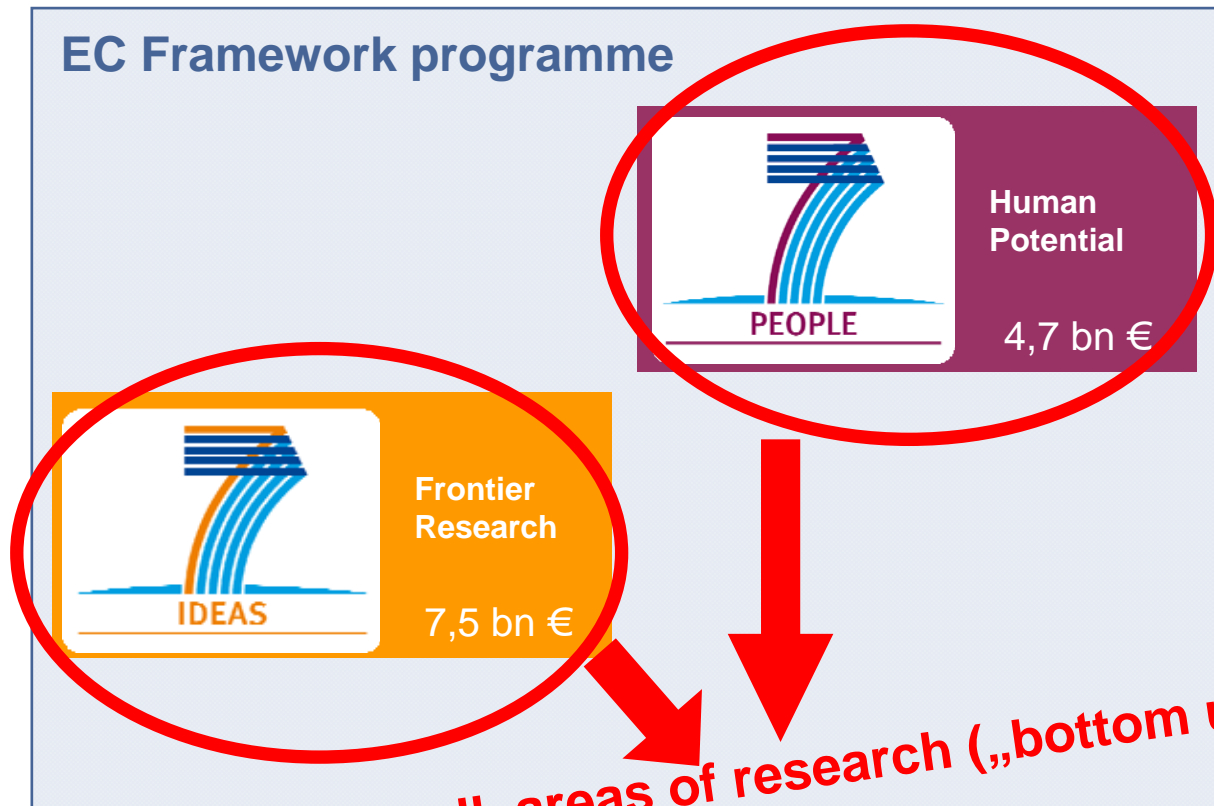 EC Framework programme
Human
Potential
PEOPLE
4,7 bn €
Frontier
Research
IDEAS
7,5 bn €
areas of research („bottom